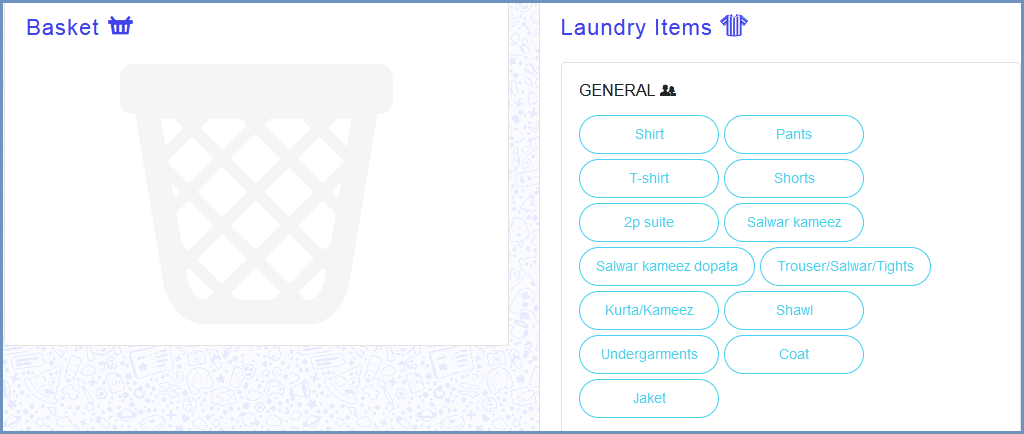 Basket
Laundry Items
GENERAL
Shirt
Pants
T-shirt
Shorts
2p suite
Salwar kameez
Salwar kameez dopata
Trouser/Salwar/Tights
Kurta/Kameez
Shawl
Undergarments
Coat
Jaket